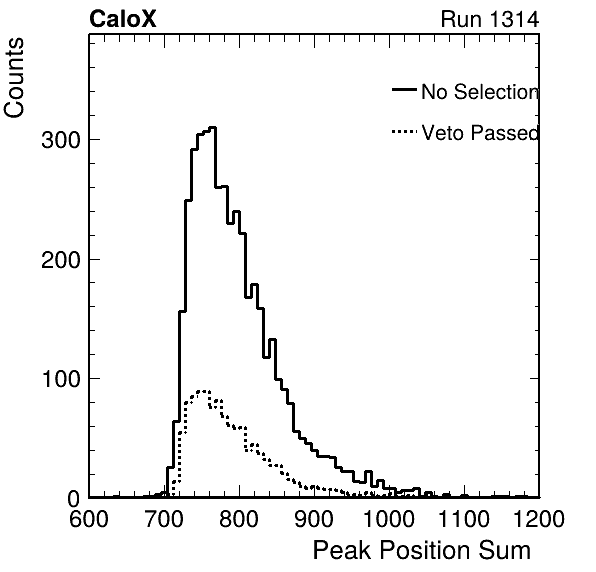 CaloX Run 1314
Counts
No Selection
Veto Passed
300
200
100
0
600 700 800 900 1000 1100 1200
Peak Position Sum